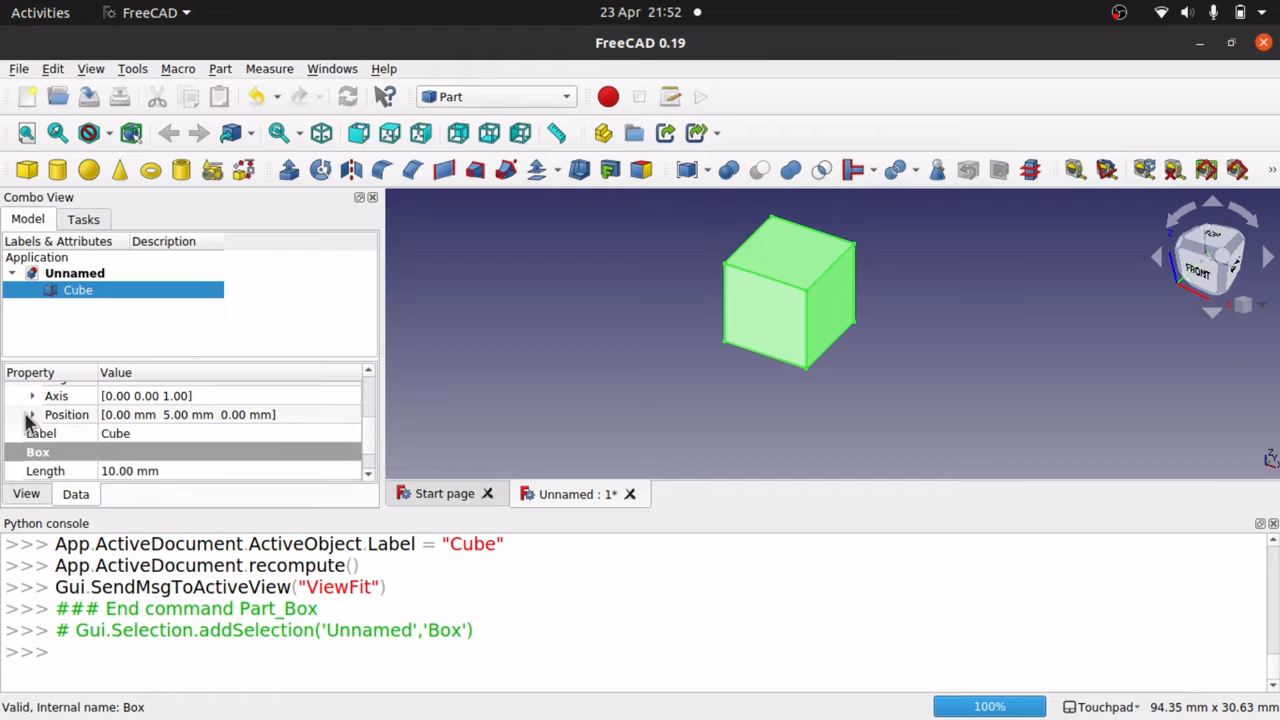 Activities FreeCAD 23 Apr 21:52
FreeCAD 0.19
File Edit View Tools Macro Part Measure Windows Help
Part
Combo View
Model Tasks
Labels & Attributes Description
Application
Unnamed
Cube
TOP
FRONT
Z
X
Property Value
Axis [0.00 0.00 1.00]
Position [0.00 mm 5.00 mm 0.00 mm]
Label Cube
Box
Length 10.00 mm
View Data
Start page Unnamed : 1*
Python console
>>> App.ActiveDocument.ActiveObject.Label = "Cube"
>>> App.ActiveDocument.recompute()
>>> Gui.SendMsgToActiveView("ViewFit")
>>> ### End command Part_Box
>>> # Gui.Selection.addSelection('Unnamed','Box')
>>>
Valid, Internal name: Box 100% Touchpad 94.35 mm x 30.63 mm